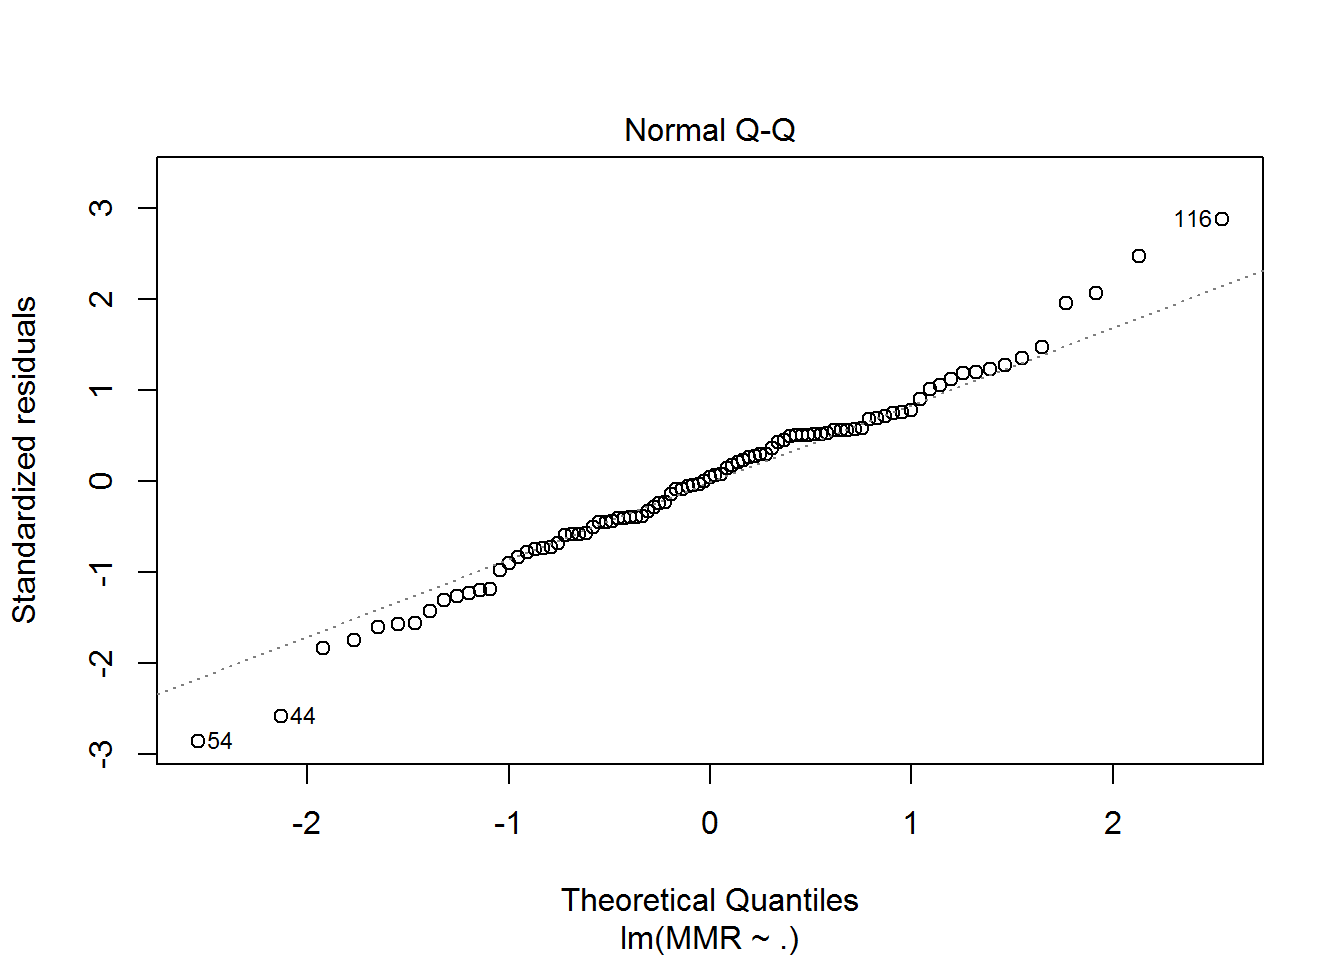 Normal Q-Q
Standardized residuals
3
2
1
0
-1
-2
-3
116
44
54
-2 -1 0 1 2
Theoretical Quantiles
lm(MMR ~ .)